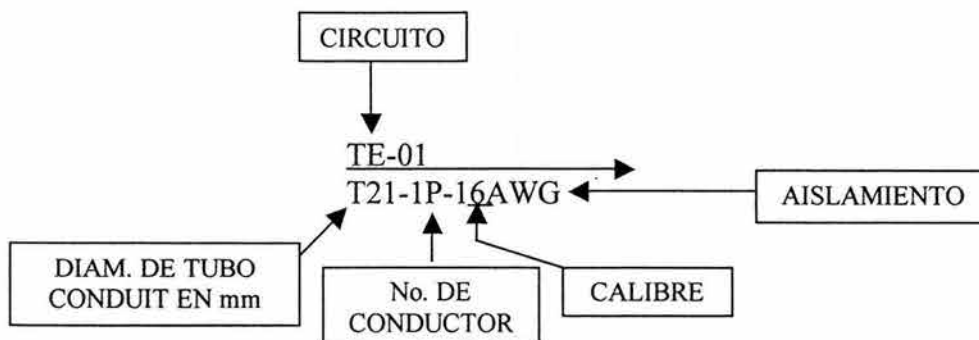 CIRCUITO
TE-01
T21-1P-16AWG
AISLAMIENTO
DIAM. DE TUBO
CONDUIT EN mm
No. DE
CONDUCTOR
CALIBRE